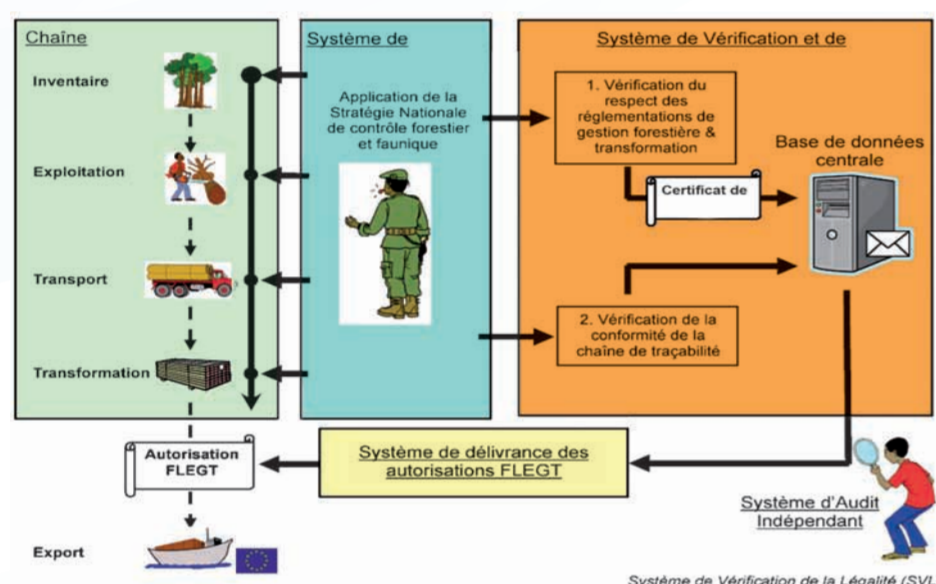 Chaîne
Inventaire
Exploitation
Transport
Transformation
Système de
Application de la
Stratégie Nationale
de contrôle forestier
et faunique
Système de Vérification et de
1. Vérification du
respect des
réglementations de
gestion forestière &
transformation
Certificat de
Base de données
centrale
2. Vérification de la
conformité de la
chaîne de traçabilité
Autorisation
FLEGT
Système de délivrance des
autorisations FLEGT
Système d'Audit
Indépendant
Export
Système de Vérification de la Légalité (SVL